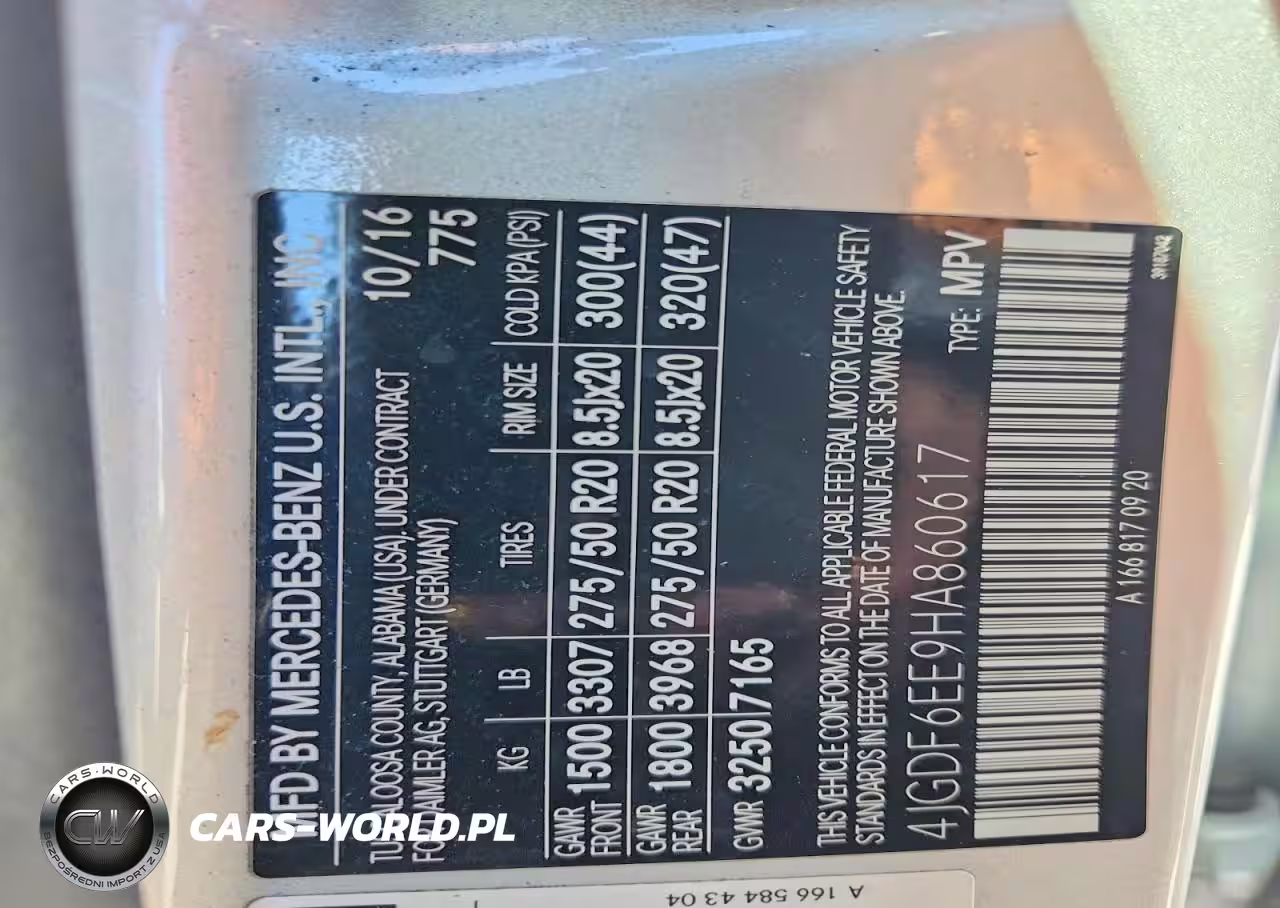 MFD BY MERCEDES-BENZ U.S. INTL., INC
TUSCALOOSA COUNTY, ALABAMA (USA), UNDER CONTRACT 10/16
FOR DAIMLER AG, STUTTGART (GERMANY) 775
KG LB TIRES RIM SIZE COLD KPA (PSI)
GAWR FRONT 1500 3307 275/50 R20 8.5Jx20 300(44)
GAWR REAR 1800 3968 275/50 R20 8.5Jx20 320(47)
GVWR 3250 7165
THIS VEHICLE CONFORMS TO ALL APPLICABLE FEDERAL MOTOR VEHICLE SAFETY
STANDARDS IN EFFECT ON THE DATE OF MANUFACTURE SHOWN ABOVE.
4JGDF6EE9HA860617 TYPE: MPV
A 166 817 09 20
A 166 584 43 04
CARS-WORLD
CW
BEZPOŚREDNI IMPORT Z USA
CARS-WORLD.PL